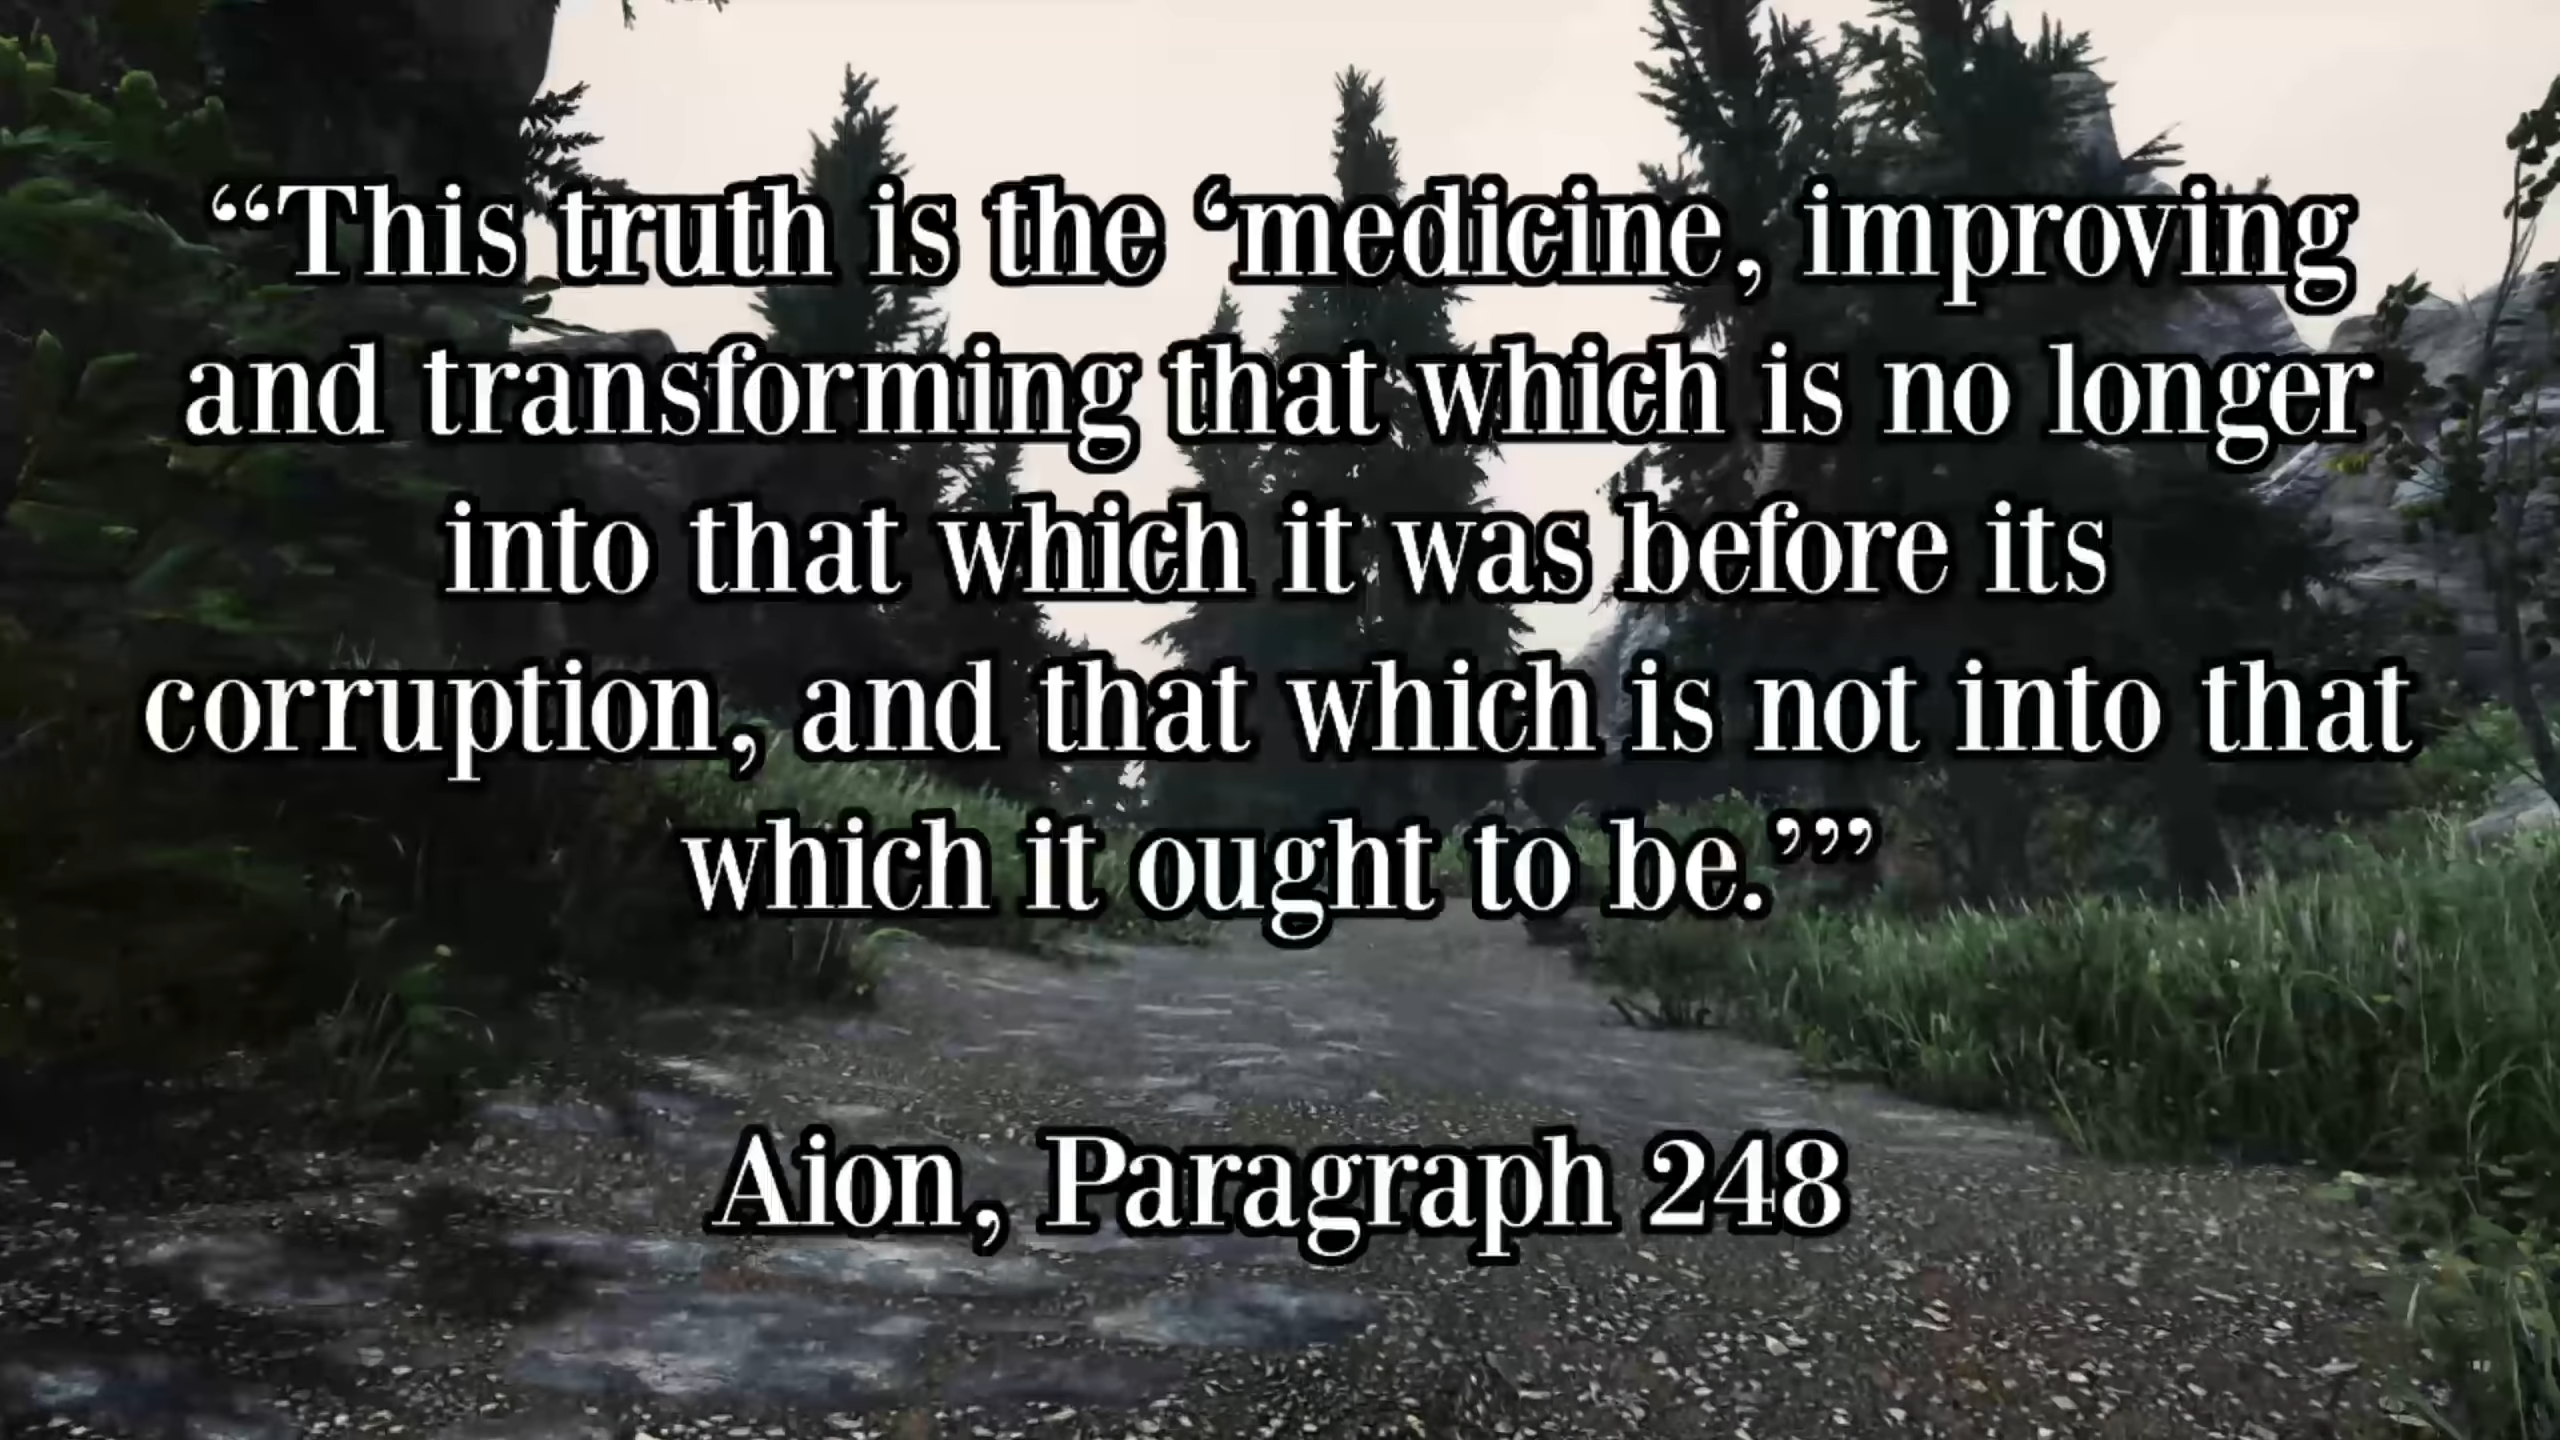 “This truth is the ‘medicine, improving
and transforming that which is no longer
into that which it was before its
corruption, and that which is not into that
which it ought to be.’”
Aion, Paragraph 248